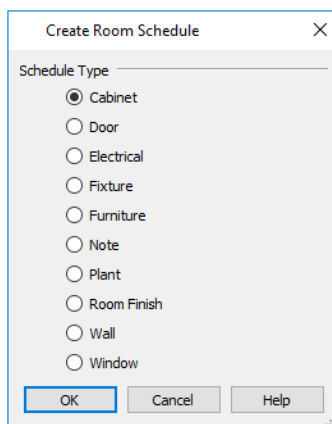 Create Room Schedule
Schedule Type
Cabinet
Door
Electrical
Fixture
Furniture
Note
Plant
Room Finish
Wall
Window
OK Cancel Help